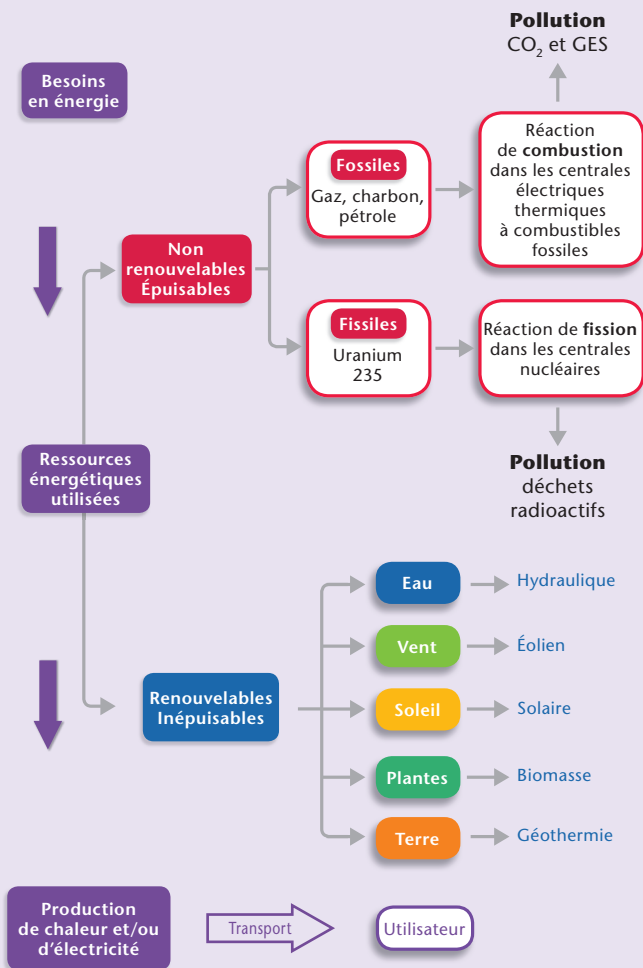 Besoins
en énergie
Pollution
CO₂ et GES
Fossiles
Gaz, charbon,
pétrole
Réaction
de combustion
dans les centrales
électriques
thermiques
à combustibles
fossiles
Non
renouvelables
Épuisables
Fissiles
Uranium
235
Réaction de fission
dans les centrales
nucléaires
Pollution
déchets
radioactifs
Ressources
énergétiques
utilisées
Renouvelables
Inépuisables
Eau
Hydraulique
Vent
Éolien
Soleil
Solaire
Plantes
Biomasse
Terre
Géothermie
Production
de chaleur et/ou
d'électricité
Transport
Utilisateur